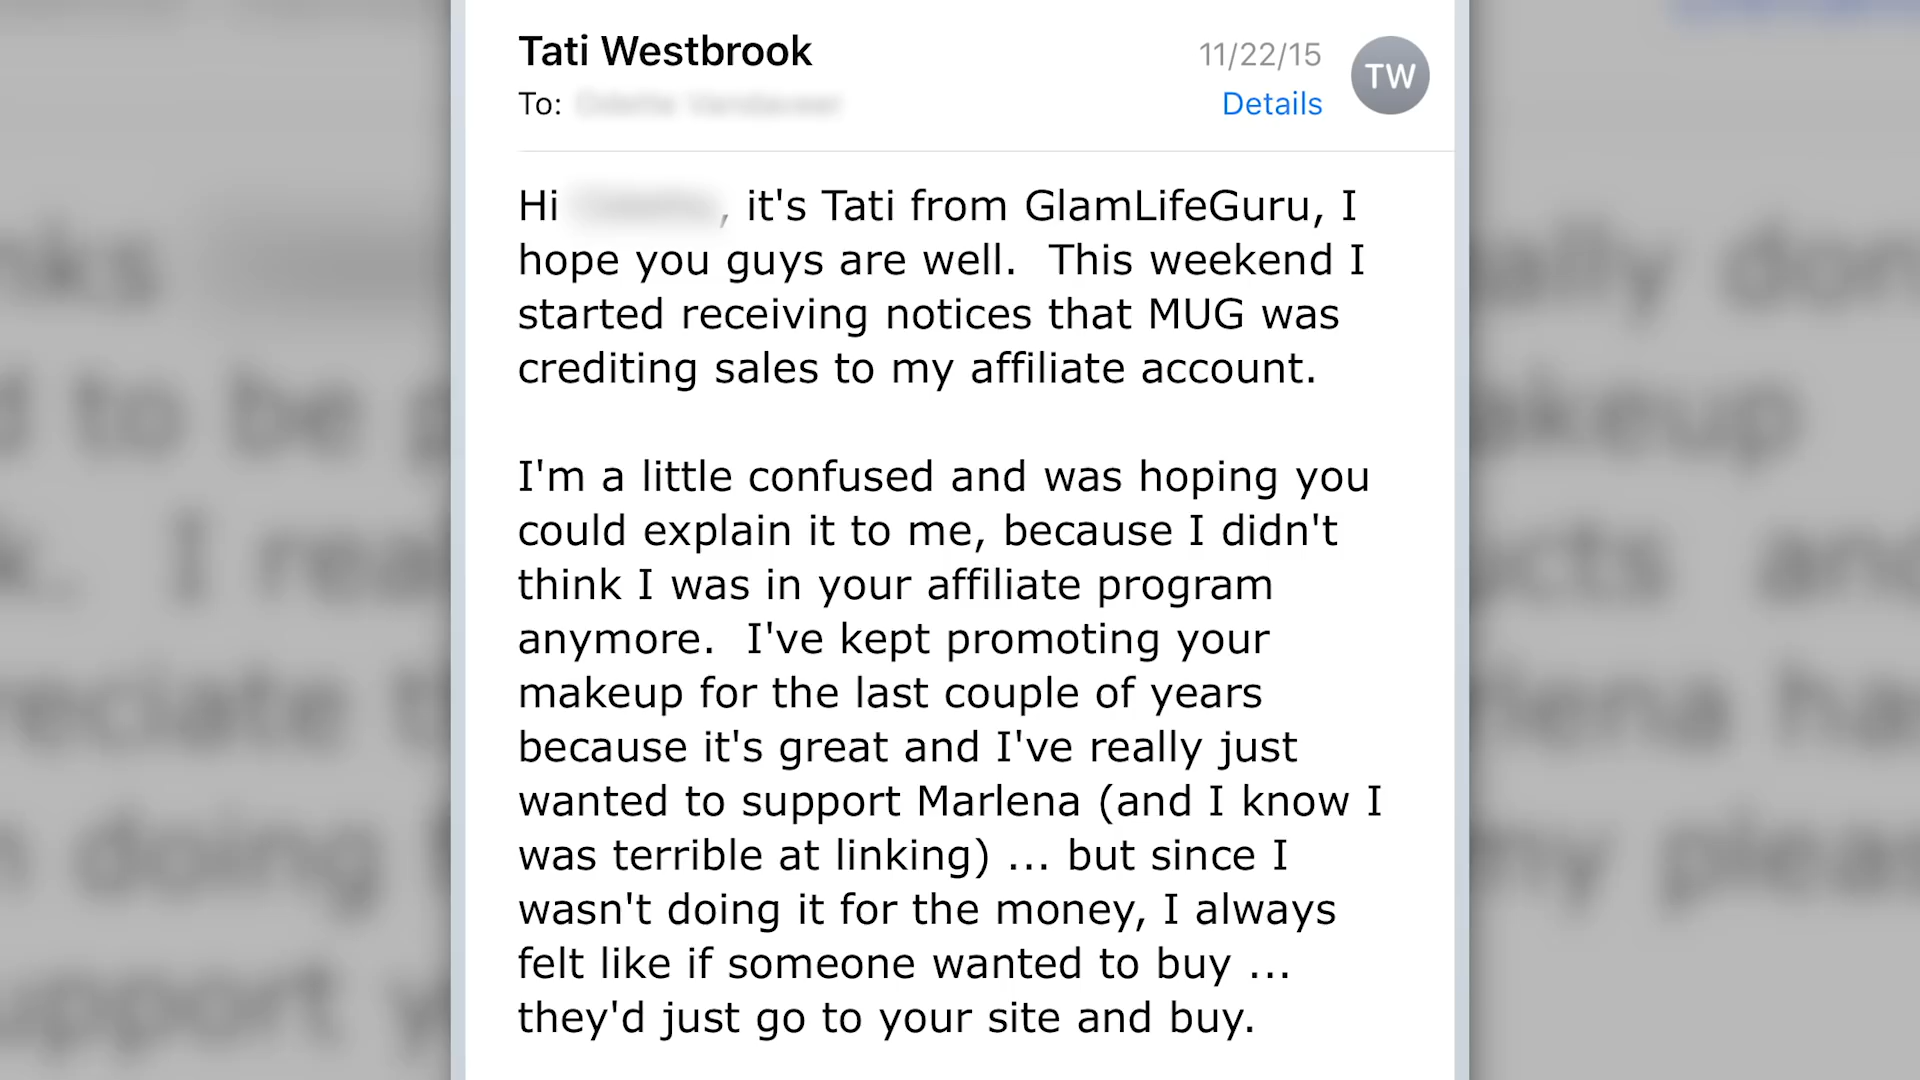 Tati Westbrook
11/22/15
TW
To:
Details
Hi , it's Tati from GlamLifeGuru, I
hope you guys are well.  This weekend I
started receiving notices that MUG was
crediting sales to my affiliate account.
I'm a little confused and was hoping you
could explain it to me, because I didn't
think I was in your affiliate program
anymore.  I've kept promoting your
makeup for the last couple of years
because it's great and I've really just
wanted to support Marlena (and I know I
was terrible at linking) ... but since I
wasn't doing it for the money, I always
felt like if someone wanted to buy ...
they'd just go to your site and buy.